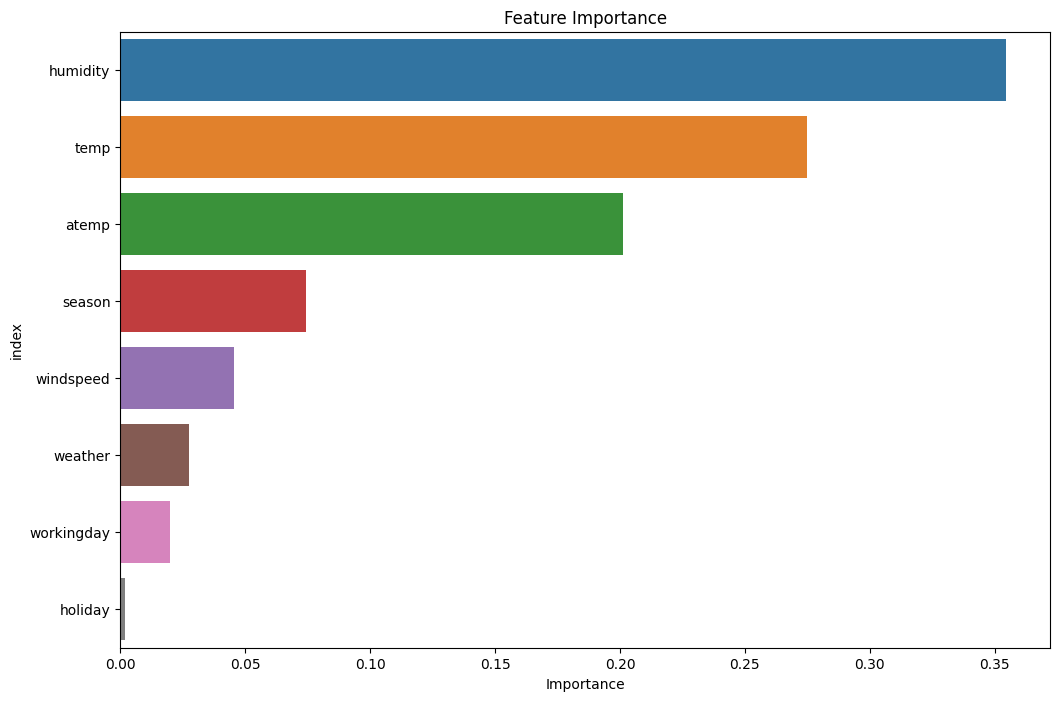 Feature Importance
humidity
temp
atemp
season
windspeed
weather
workingday
holiday
index
0.00 0.05 0.10 0.15 0.20 0.25 0.30 0.35
Importance